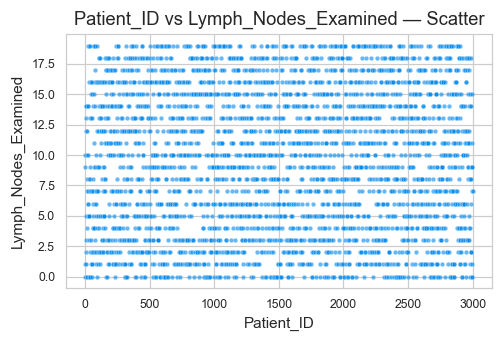 Patient_ID vs Lymph_Nodes_Examined — Scatter
Lymph_Nodes_Examined
17.5
15.0
12.5
10.0
7.5
5.0
2.5
0.0
0 500 1000 1500 2000 2500 3000
Patient_ID